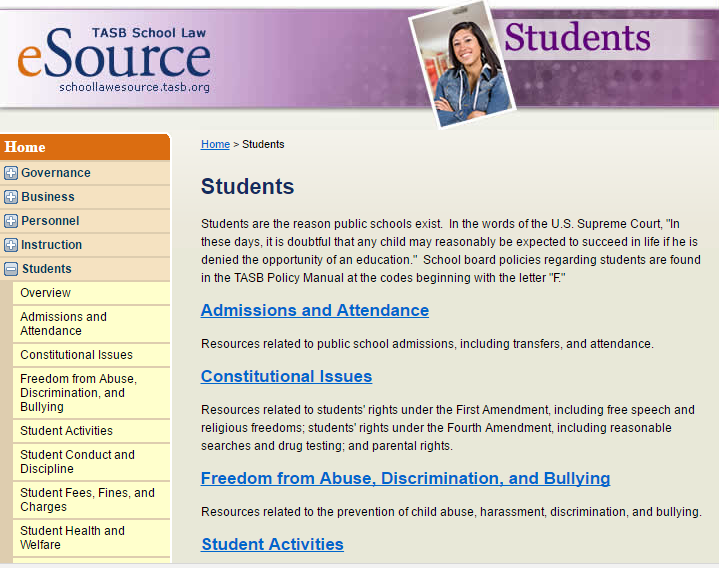 TASB School Law
eSource
schoollawesource.tasb.org
Students
Home
Governance
Business
Personnel
Instruction
Students
Overview
Admissions and
Attendance
Constitutional Issues
Freedom from Abuse,
Discrimination, and
Bullying
Student Activities
Student Conduct and
Discipline
Student Fees, Fines, and
Charges
Student Health and
Welfare
Home > Students
Students
Students are the reason public schools exist.  In the words of the U.S. Supreme Court, "In
these days, it is doubtful that any child may reasonably be expected to succeed in life if he is
denied the opportunity of an education."  School board policies regarding students are found
in the TASB Policy Manual at the codes beginning with the letter "F."
Admissions and Attendance
Resources related to public school admissions, including transfers, and attendance.
Constitutional Issues
Resources related to students' rights under the First Amendment, including free speech and
religious freedoms; students' rights under the Fourth Amendment, including reasonable
searches and drug testing; and parental rights.
Freedom from Abuse, Discrimination, and Bullying
Resources related to the prevention of child abuse, harassment, discrimination, and bullying.
Student Activities